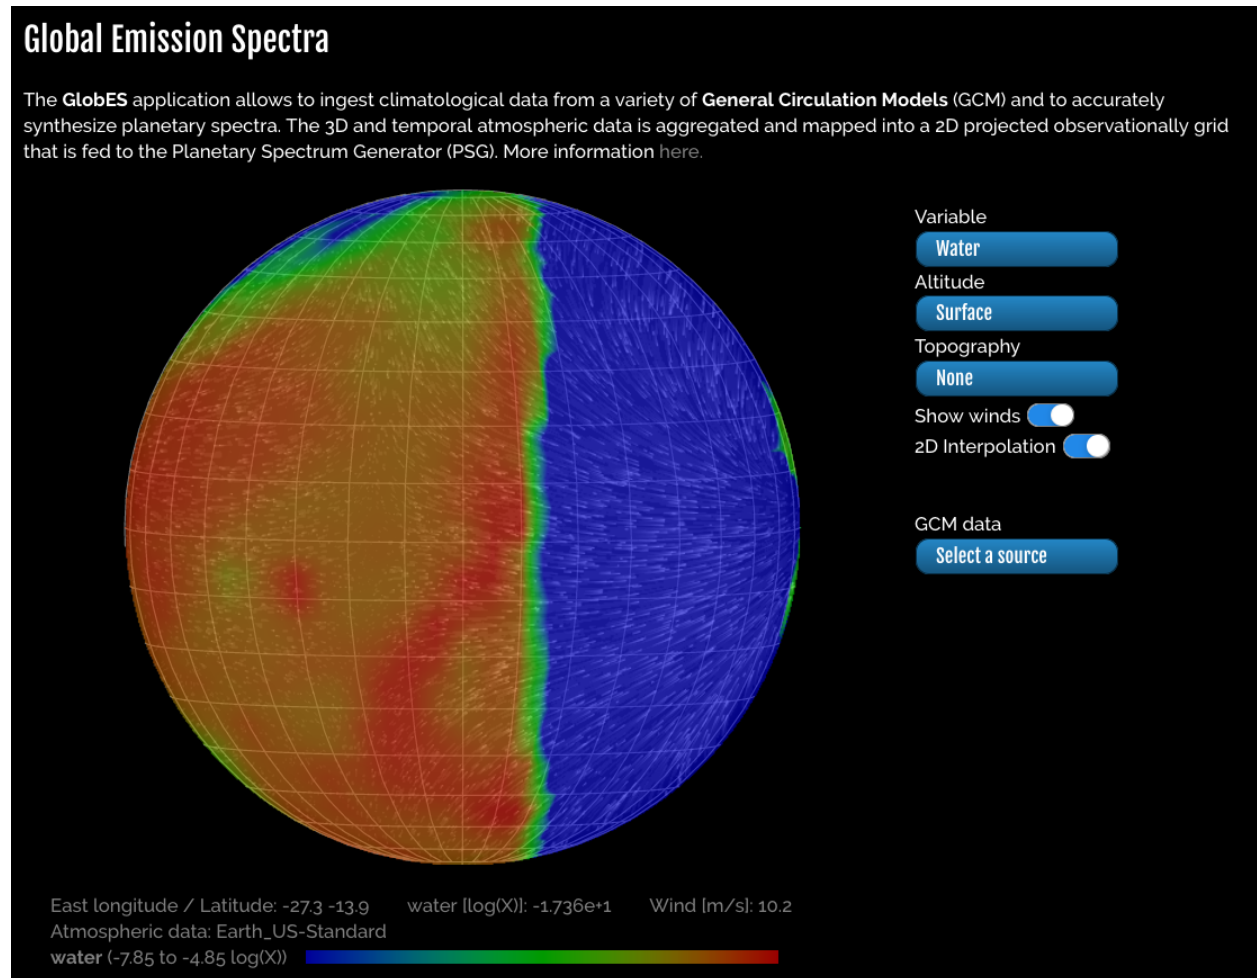 Global Emission Spectra
The GlobES application allows to ingest climatological data from a variety of General Circulation Models (GCM) and to accurately
synthesize planetary spectra. The 3D and temporal atmospheric data is aggregated and mapped into a 2D projected observationally grid
that is fed to the Planetary Spectrum Generator (PSG). More information here.
Variable
Water
Altitude
Surface
Topography
None
Show winds
2D Interpolation
GCM data
Select a source
East longitude / Latitude: -27.3 -13.9 water [log(X)]: -1.736e+1 Wind [m/s]: 10.2
Atmospheric data: Earth_US-Standard
water (-7.85 to -4.85 log(X))